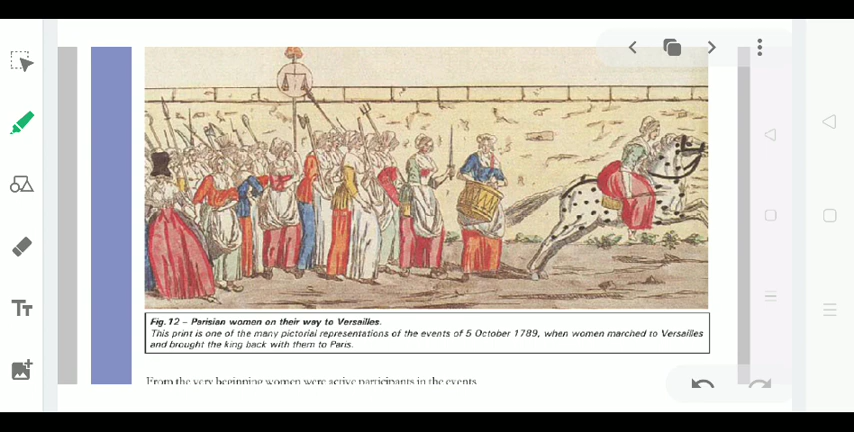 Tт
Fig.12 – Parisian women on their way to Versailles.
This print is one of the many pictorial representations of the events of 5 October 1789, when women marched to Versailles
and brought the king back with them to Paris.
From the very beginning women were active participants in the events